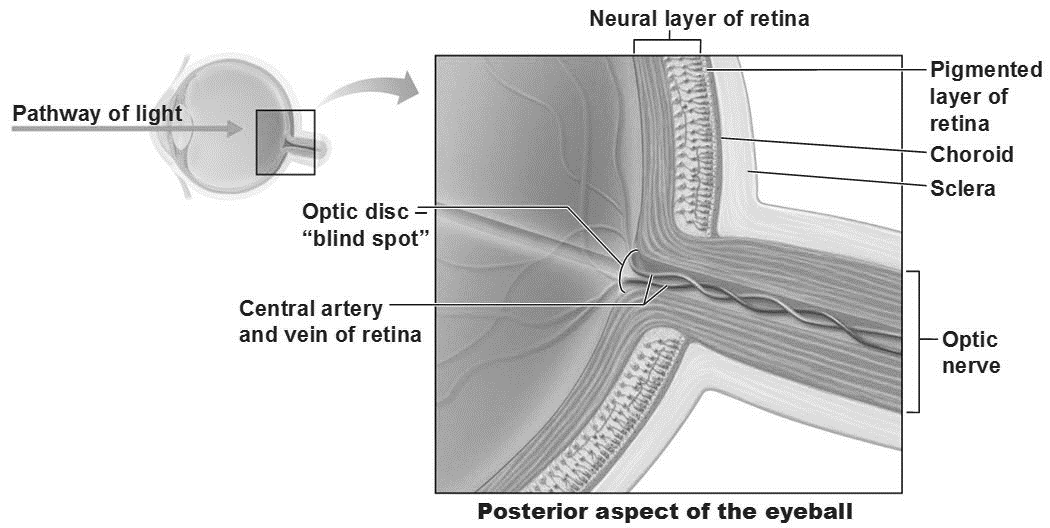 Neural layer of retina
Pathway of light
Pigmented
layer of
retina
Choroid
Sclera
Optic disc –
“blind spot”
Central artery
and vein of retina
Optic
nerve
Posterior aspect of the eyeball